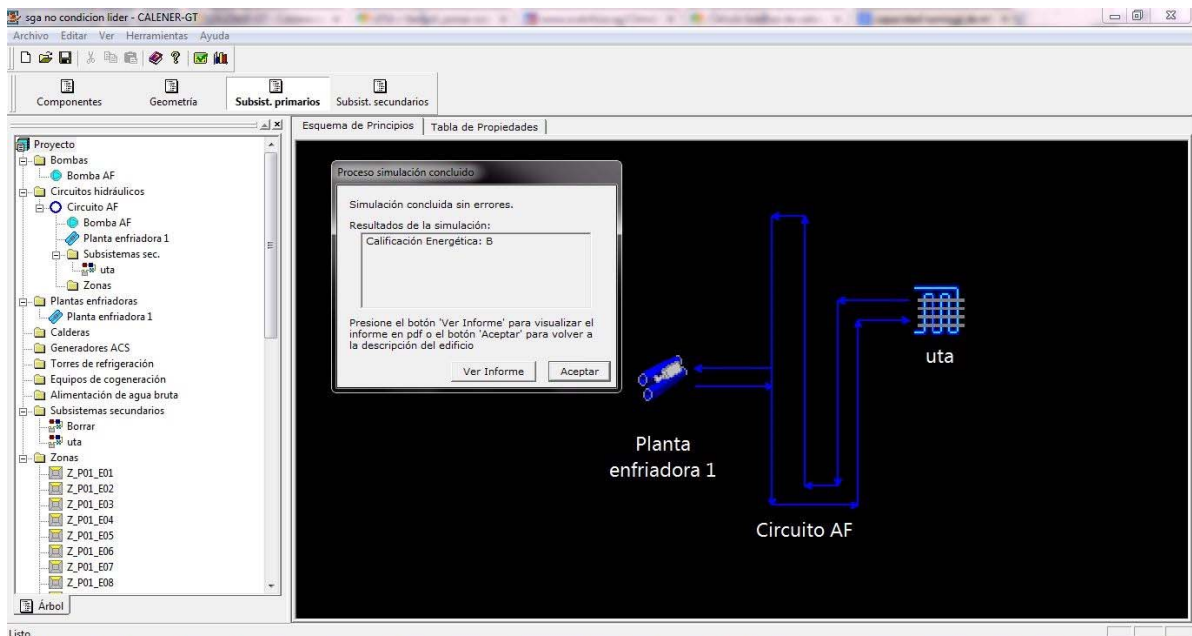 sga no condicion lider - CALENER-GT
Archivo Editar Ver Herramientas Ayuda
Componentes Geometría Subsist. primarios Subsist. secundarios
Esquema de Principios Tabla de Propiedades
Proyecto
Bombas
Bomba AF
Circuitos hidráulicos
Circuito AF
Bomba AF
Planta enfriadora 1
Subsistemas sec.
uta
Zonas
Plantas enfriadoras
Planta enfriadora 1
Calderas
Generadores ACS
Torres de refrigeración
Equipos de cogeneración
Alimentación de agua bruta
Subsistemas secundarios
Borrar
uta
Zonas
Z_P01_E01
Z_P01_E02
Z_P01_E03
Z_P01_E04
Z_P01_E05
Z_P01_E06
Z_P01_E07
Z_P01_E08
Árbol
Listo
Proceso simulación concluido
Simulación concluida sin errores.
Resultados de la simulación:
Calificación Energética: B
Presione el botón 'Ver Informe' para visualizar el
informe en pdf o el botón 'Aceptar' para volver a
la descripción del edificio
Ver Informe Aceptar
uta
Planta
enfriadora 1
Circuito AF